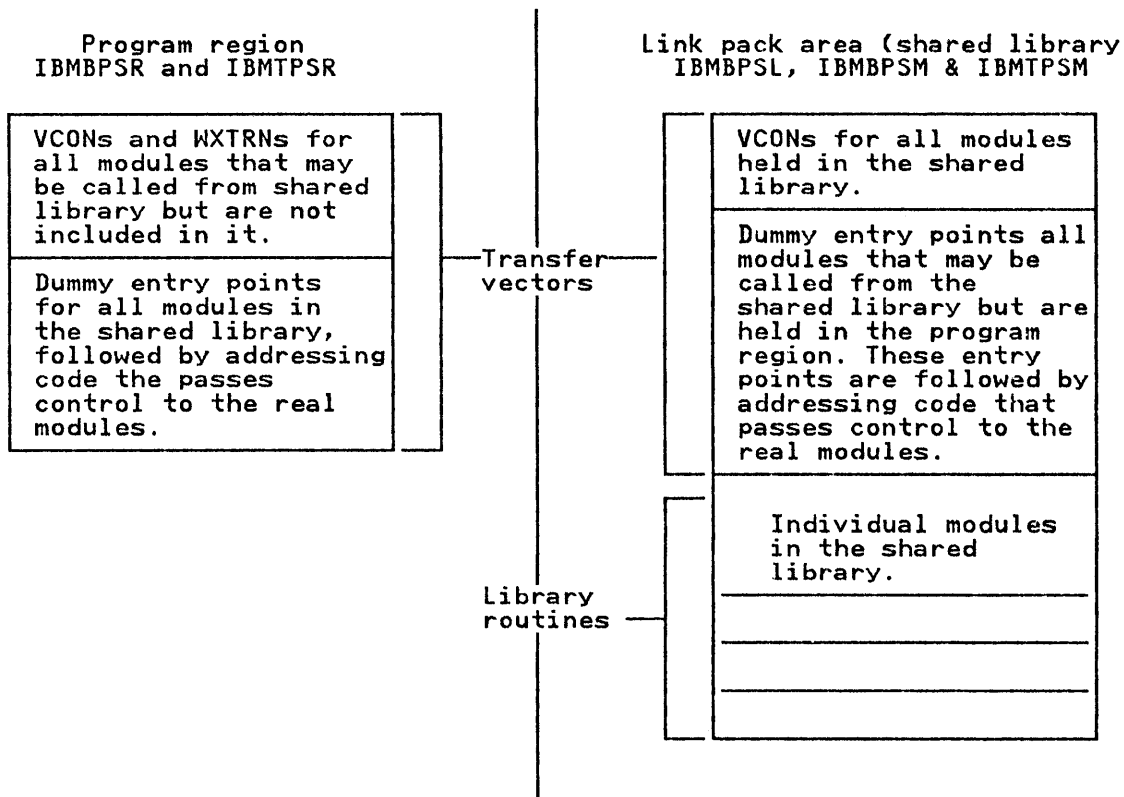 Program region
IBMBPSR and IBMTPSR
VCONs and WXTRNs for
all modules that may
be called from shared
library but are not
included in it.
Dummy entry points
for all modules in
the shared library,
followed by addressing
code the passes
control to the real
modules.
Transfer
vectors
Library
routines
Link pack area (shared library
IBMBPSL, IBMBPSM & IBMTPSM
VCONs for all modules
held in the shared
library.
Dummy entry points all
modules that may be
called from the
shared library but are
held in the program
region. These entry
points are followed by
addressing code that
passes control to the
real modules.
Individual modules
in the shared
library.